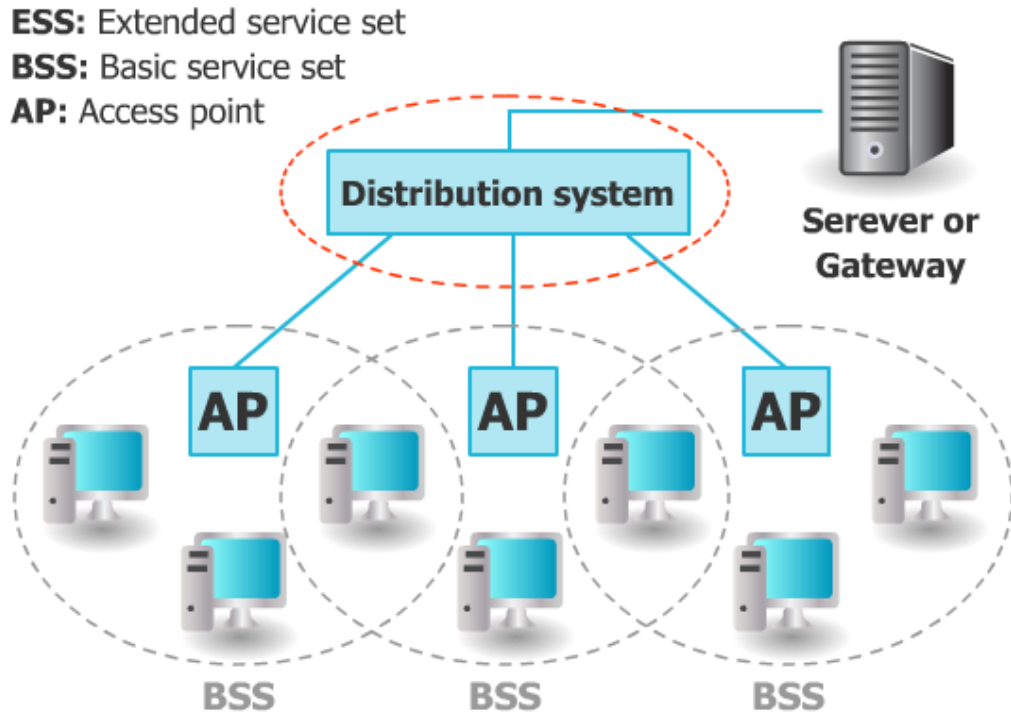 ESS: Extended service set
BSS: Basic service set
AP: Access point
Distribution system
Serever or
Gateway
AP
AP
AP
BSS
BSS
BSS